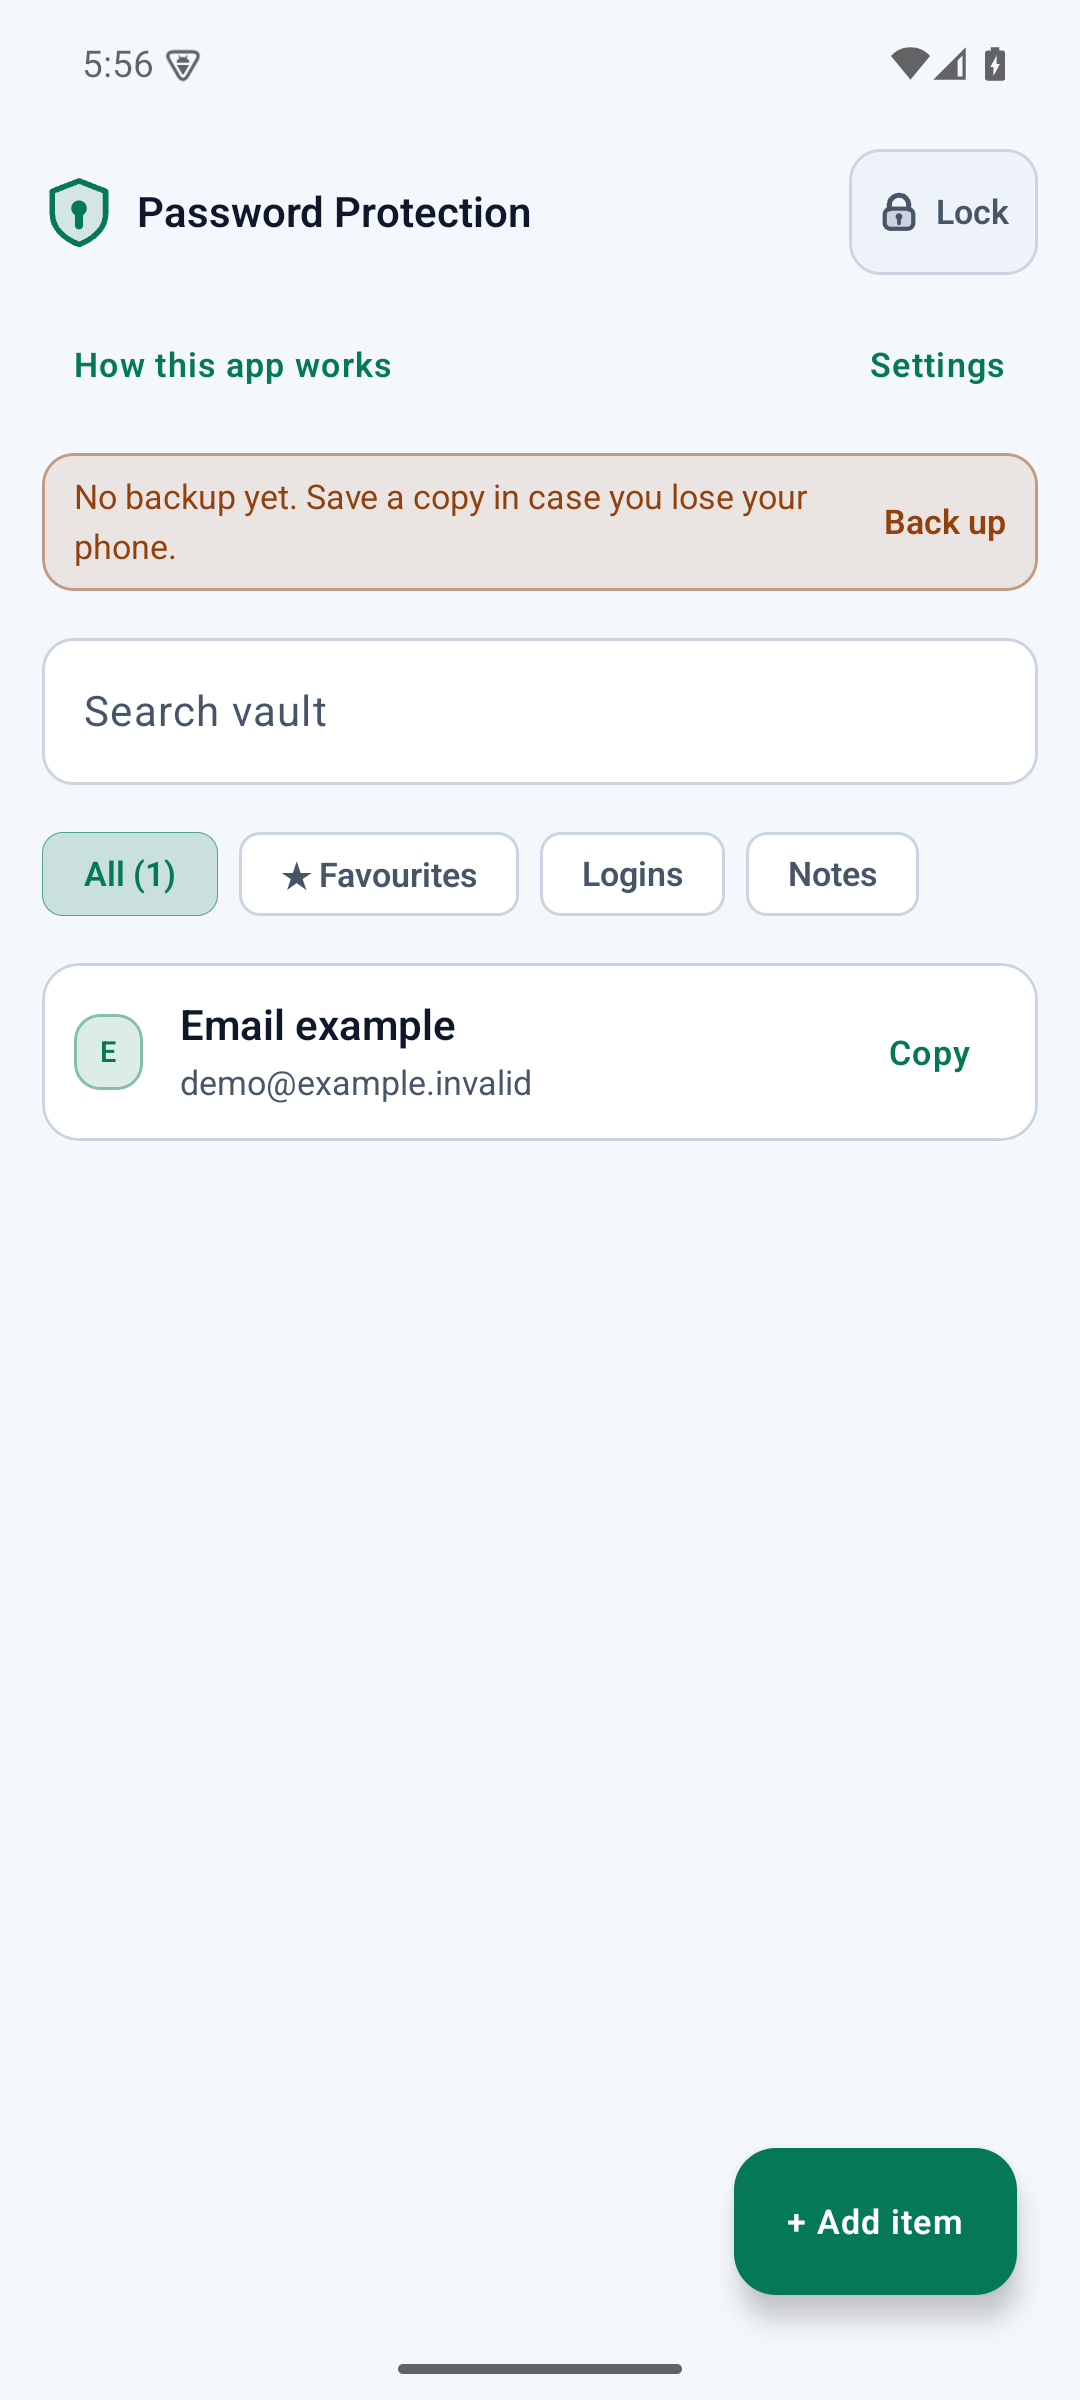 5:56
Password Protection
Lock
How this app works
Settings
No backup yet. Save a copy in case you lose your
phone.
Back up
Search vault
All (1)
★ Favourites
Logins
Notes
E
Email example
demo@example.invalid
Copy
+ Add item